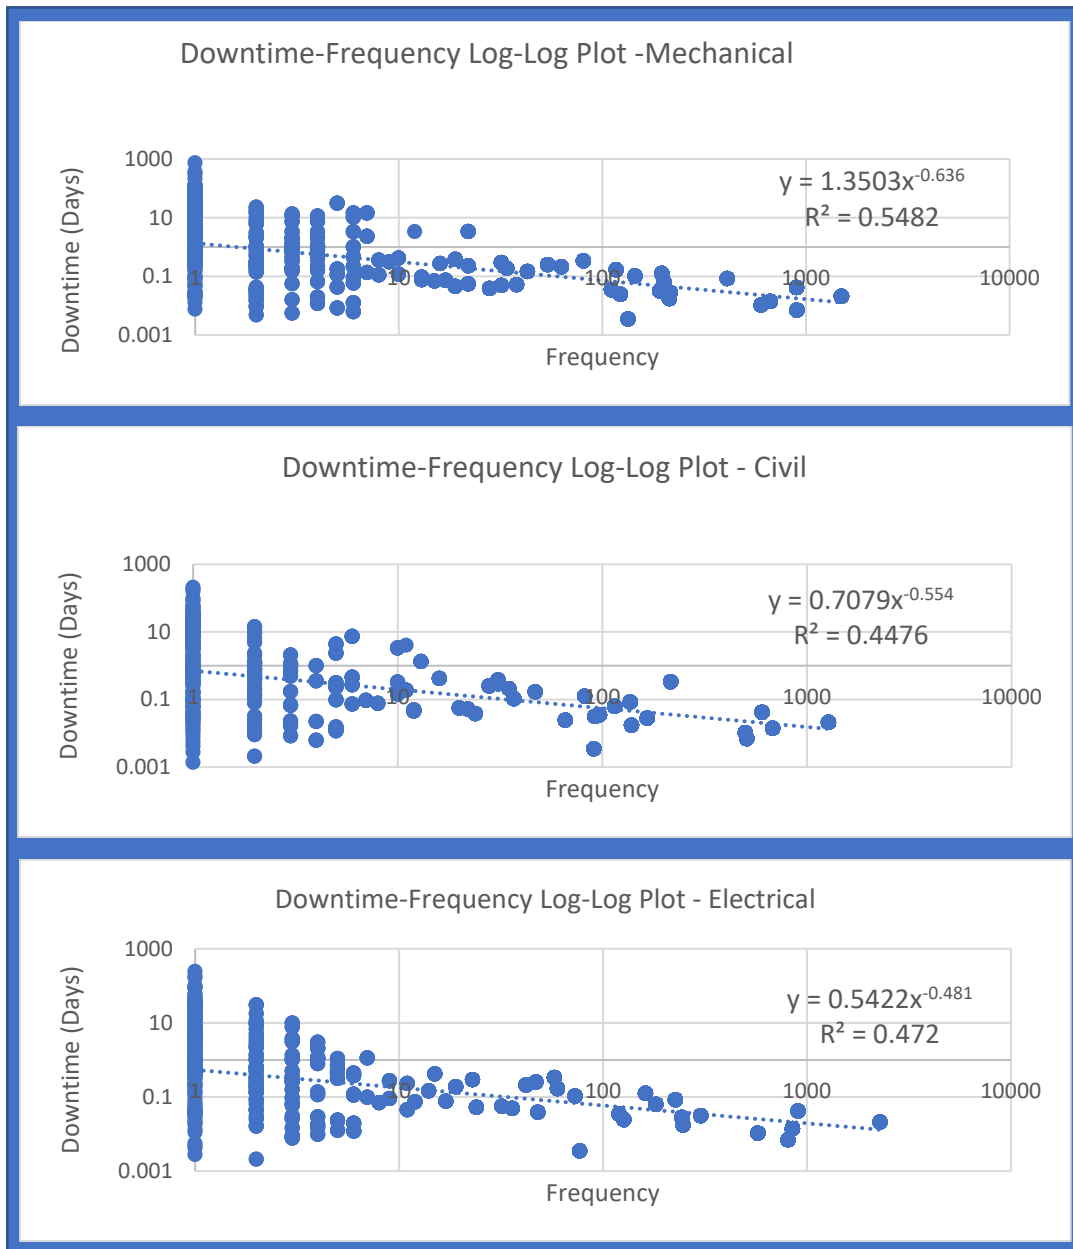 Downtime-Frequency Log-Log Plot -Mechanical
Downtime (Days)
1000
10
0.1
0.001
1
10
100
1000
10000
y = 1.3503x^-0.636
R² = 0.5482
Frequency
Downtime-Frequency Log-Log Plot - Civil
Downtime (Days)
1000
10
0.1
0.001
1
10
100
1000
10000
y = 0.7079x^-0.554
R² = 0.4476
Frequency
Downtime-Frequency Log-Log Plot - Electrical
Downtime (Days)
1000
10
0.1
0.001
1
10
100
1000
10000
y = 0.5422x^-0.481
R² = 0.472
Frequency